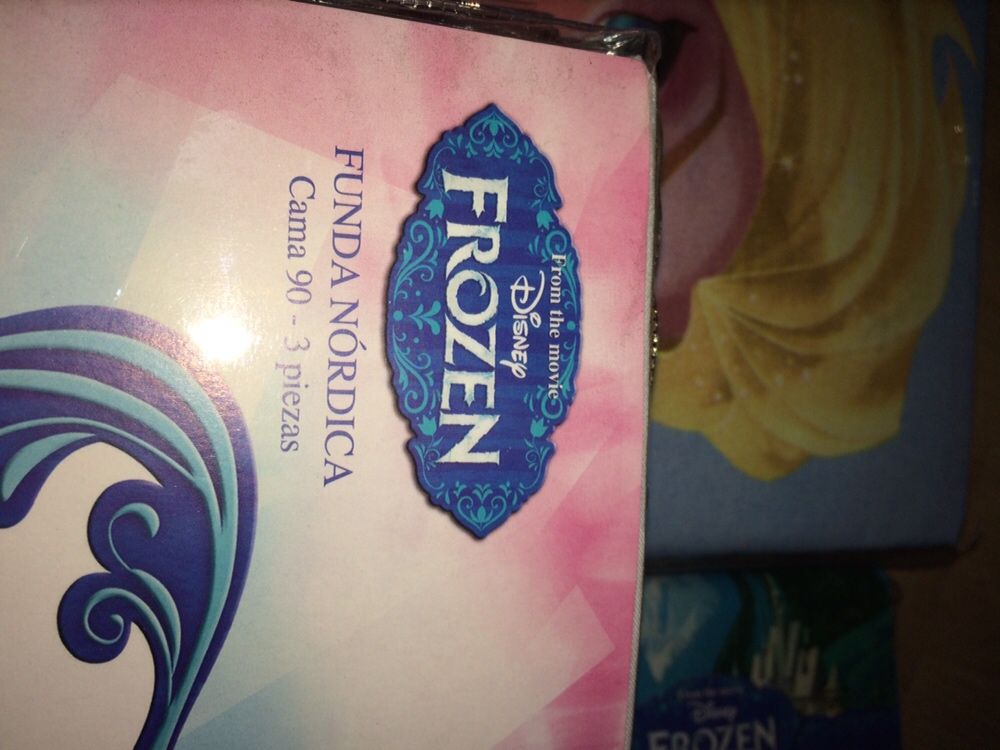 From the movie
Disney
FROZEN
FUNDA NÓRDICA
Cama 90 - 3 piezas
Disney
FROZEN